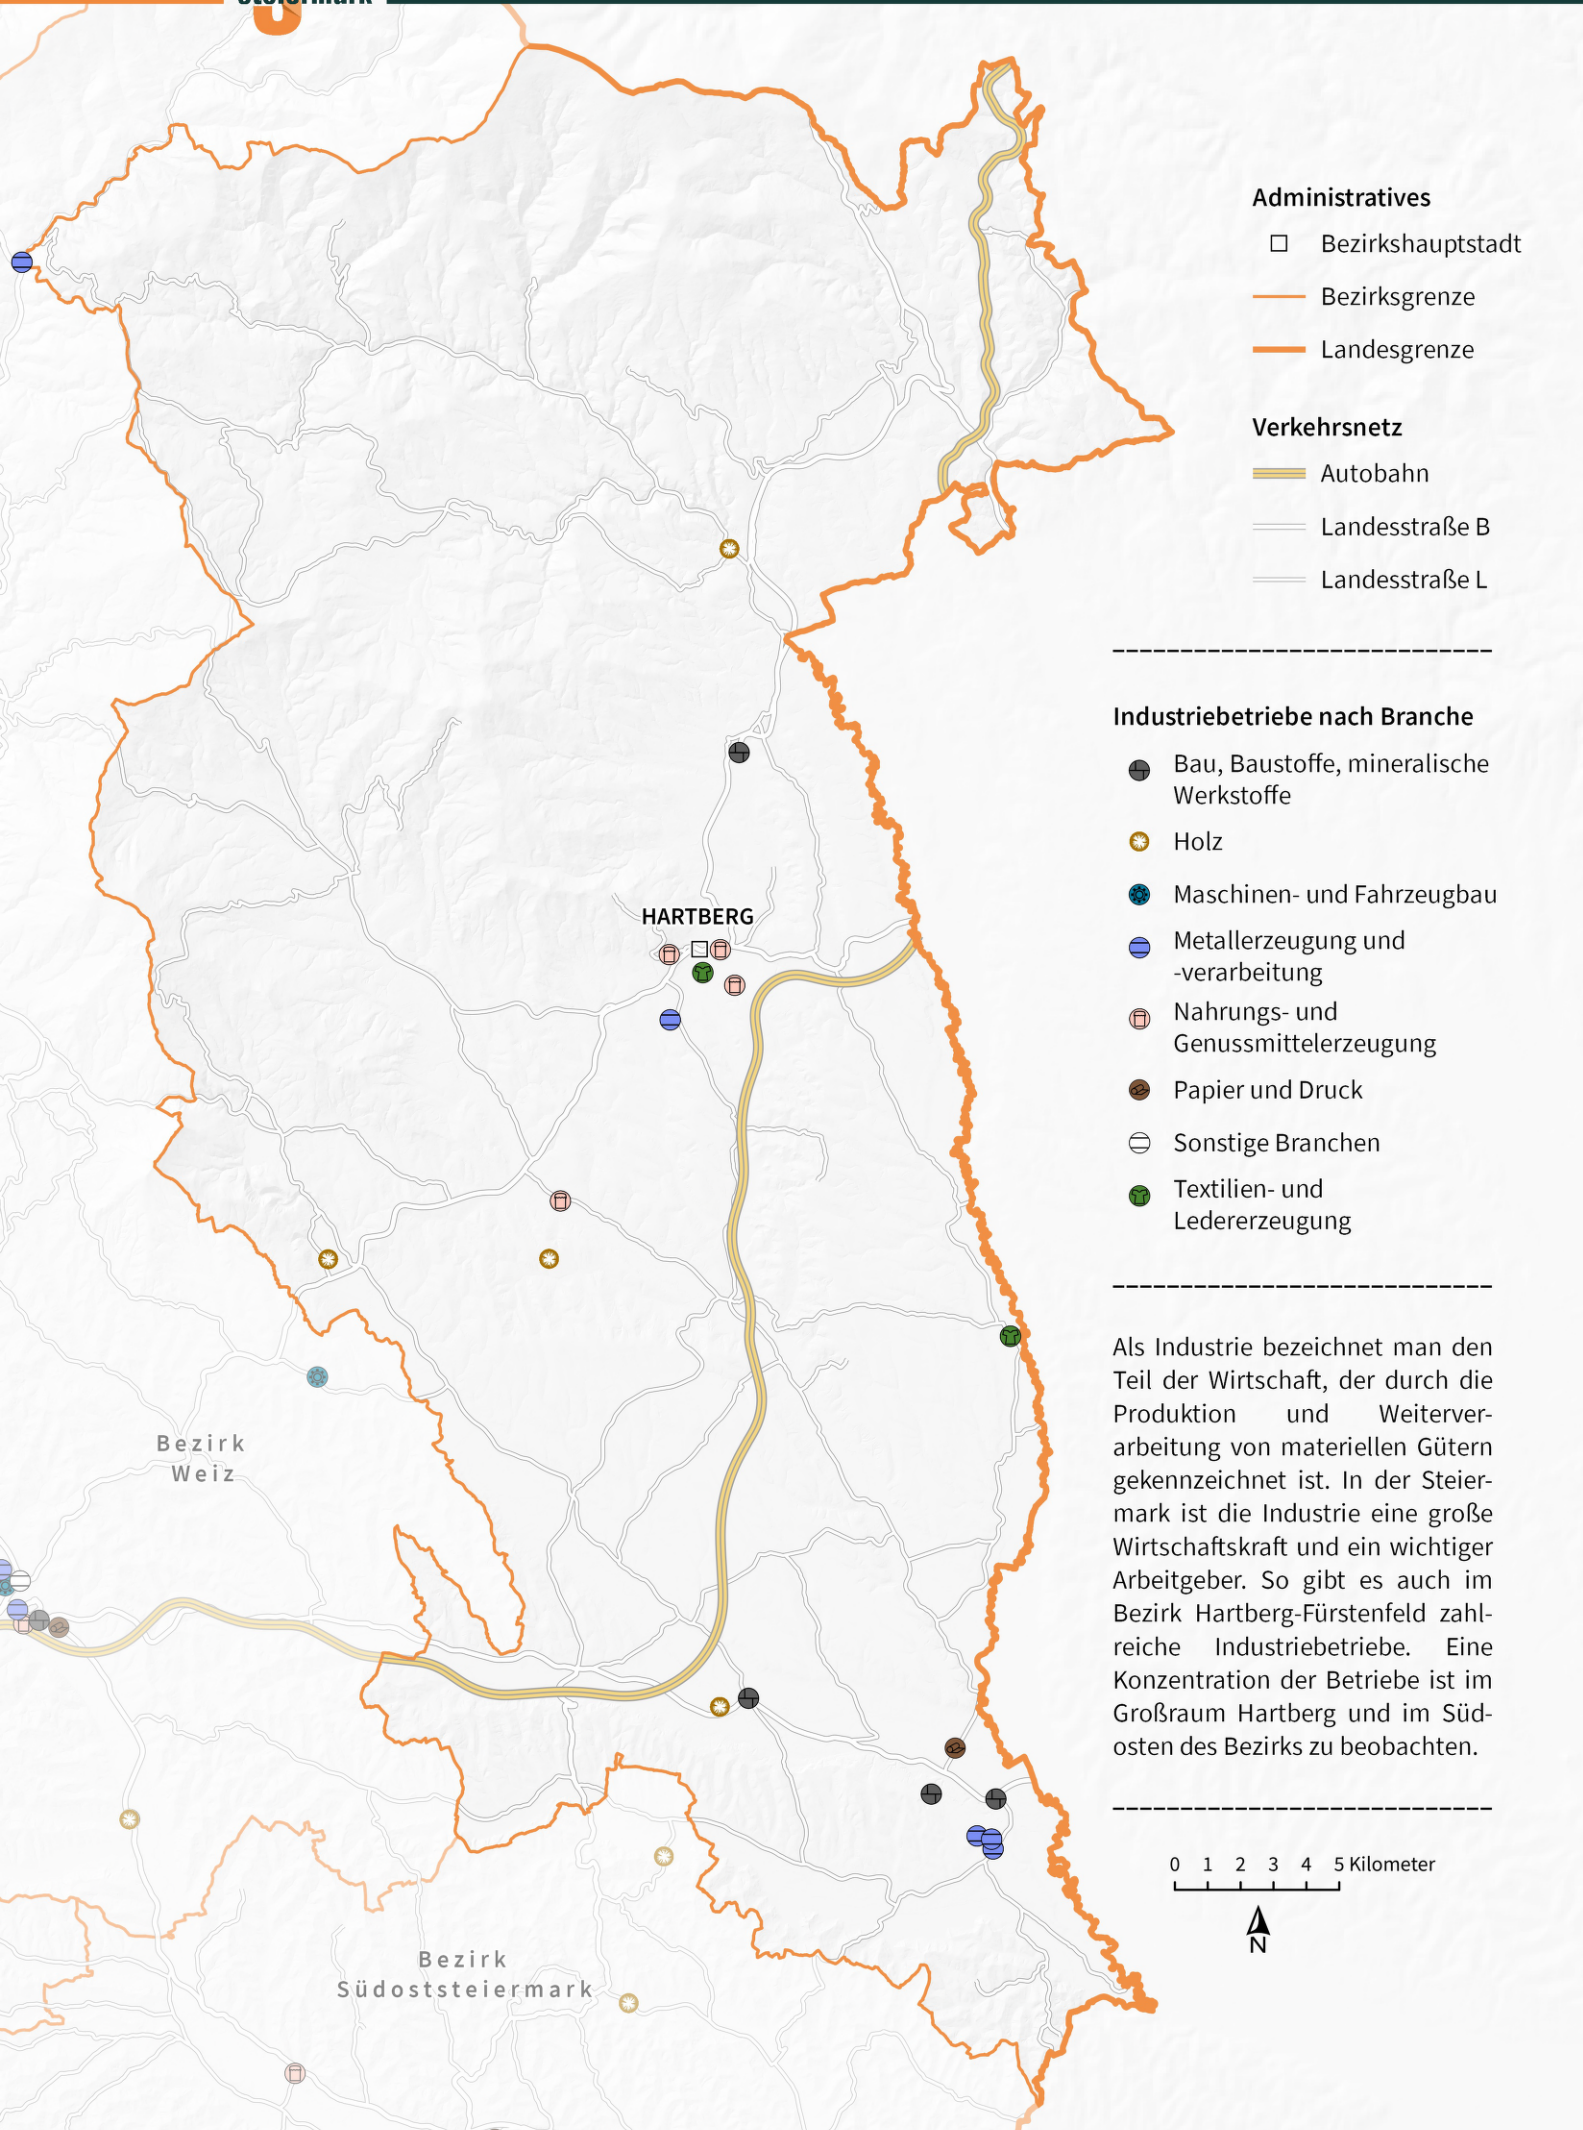 Administratives
Bezirkshauptstadt
Bezirksgrenze
Landesgrenze
Verkehrsnetz
Autobahn
Landesstraße B
Landesstraße L
Industriebetriebe nach Branche
Bau, Baustoffe, mineralische
Werkstoffe
Holz
Maschinen- und Fahrzeugbau
Metallerzeugung und
-verarbeitung
Nahrungs- und
Genussmittelerzeugung
Papier und Druck
Sonstige Branchen
Textilien- und
Ledererzeugung
Als Industrie bezeichnet man den
Teil der Wirtschaft, der durch die
Produktion und Weiterver-
arbeitung von materiellen Gütern
gekennzeichnet ist. In der Steier-
mark ist die Industrie eine große
Wirtschaftskraft und ein wichtiger
Arbeitgeber. So gibt es auch im
Bezirk Hartberg-Fürstenfeld zahl-
reiche Industriebetriebe. Eine
Konzentration der Betriebe ist im
Großraum Hartberg und im Süd-
osten des Bezirks zu beobachten.
0 1 2 3 4 5 Kilometer
N
HARTBERG
Bezirk
Weiz
Bezirk
Südoststeiermark